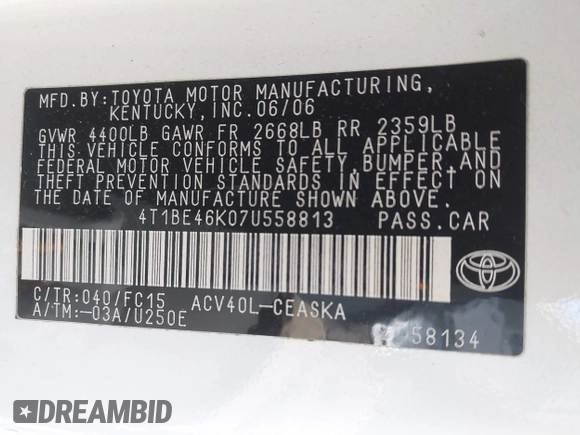 MFD.BY:TOYOTA MOTOR MANUFACTURING,
KENTUCKY, INC.06/06
GVWR 4400LB GAWR FR 2668LB RR 2359LB
THIS VEHICLE CONFORMS TO ALL APPLICABLE
FEDERAL MOTOR VEHICLE SAFETY, BUMPER, AND
THEFT PREVENTION STANDARDS IN EFFECT ON
THE DATE OF MANUFACTURE SHOWN ABOVE.
4T1BE46K07U558813 PASS.CAR
C/TR:040/FC15 ACV40L-CEASKA
A/TM:-03A/U250E
58134
DREAMBID